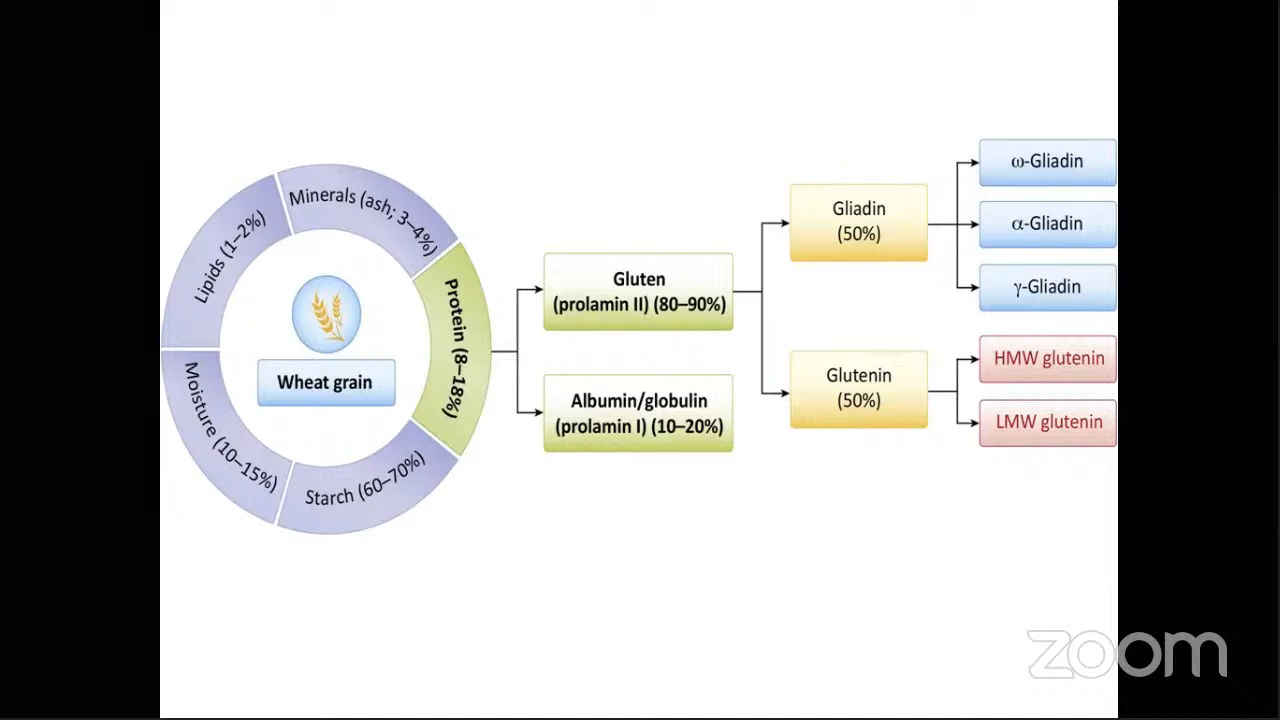 Minerals (ash; 3–4%)
Lipids (1–2%)
Protein (8–18%)
Moisture (10–15%)
Starch (60–70%)
Wheat grain
Gluten
(prolamin II) (80–90%)
Albumin/globulin
(prolamin I) (10–20%)
Gliadin
(50%)
Glutenin
(50%)
ω-Gliadin
α-Gliadin
γ-Gliadin
HMW glutenin
LMW glutenin
zoom